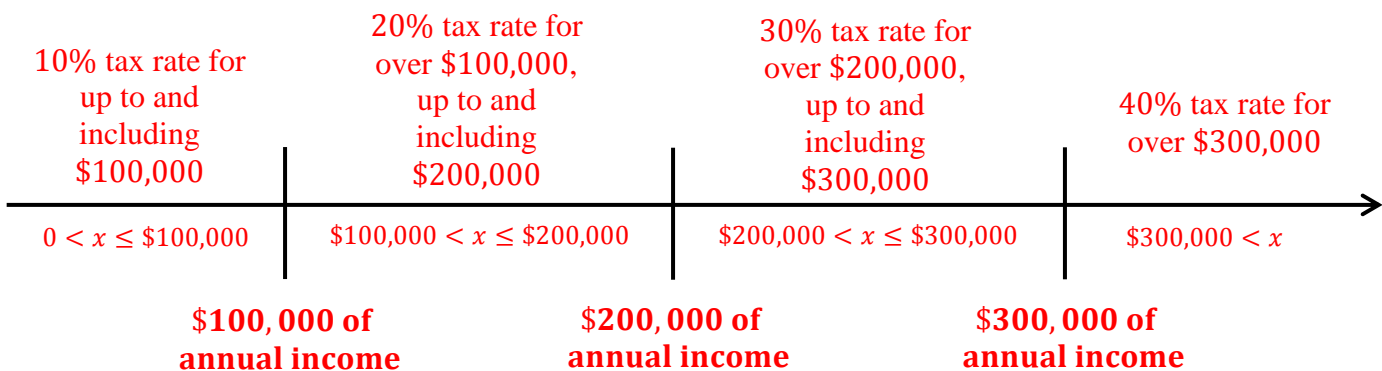 10% tax rate for
up to and
including
$100,000
20% tax rate for
over $100,000,
up to and
including
$200,000
30% tax rate for
over $200,000,
up to and
including
$300,000
40% tax rate for
over $300,000
0 < x ≤ $100,000
$100,000 < x ≤ $200,000
$200,000 < x ≤ $300,000
$300,000 < x
$100,000 of
annual income
$200,000 of
annual income
$300,000 of
annual income